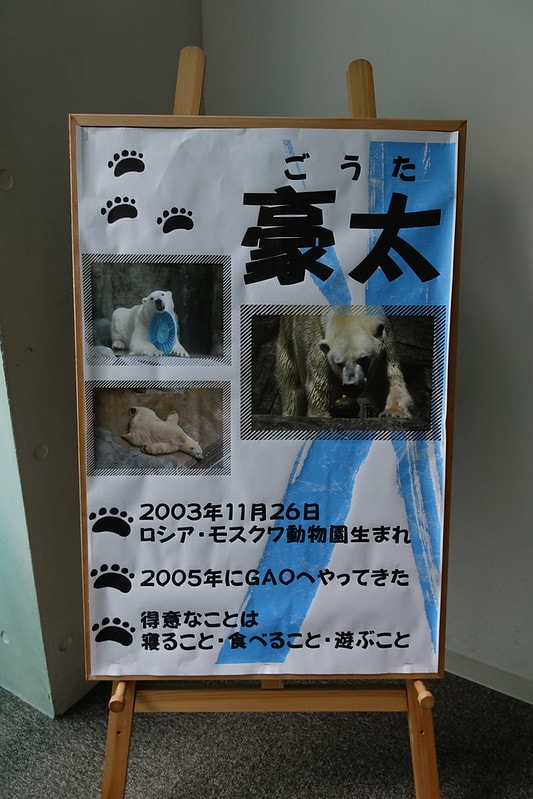 ごうた
豪太
2003年11月26日
ロシア・モスクワ動物園生まれ
2005年にGAOへやってきた
得意なことは
寝ること・食べること・遊ぶこと